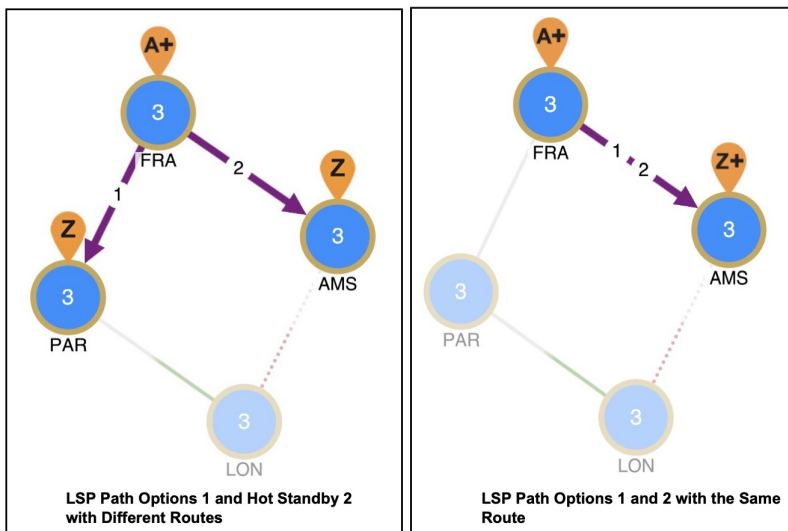 A+
3
FRA
1
2
Z
3
AMS
Z
3
PAR
3
LON
LSP Path Options 1 and Hot Standby 2
with Different Routes
A+
3
FRA
1
2
Z+
3
AMS
3
PAR
3
LON
LSP Path Options 1 and 2 with the Same
Route